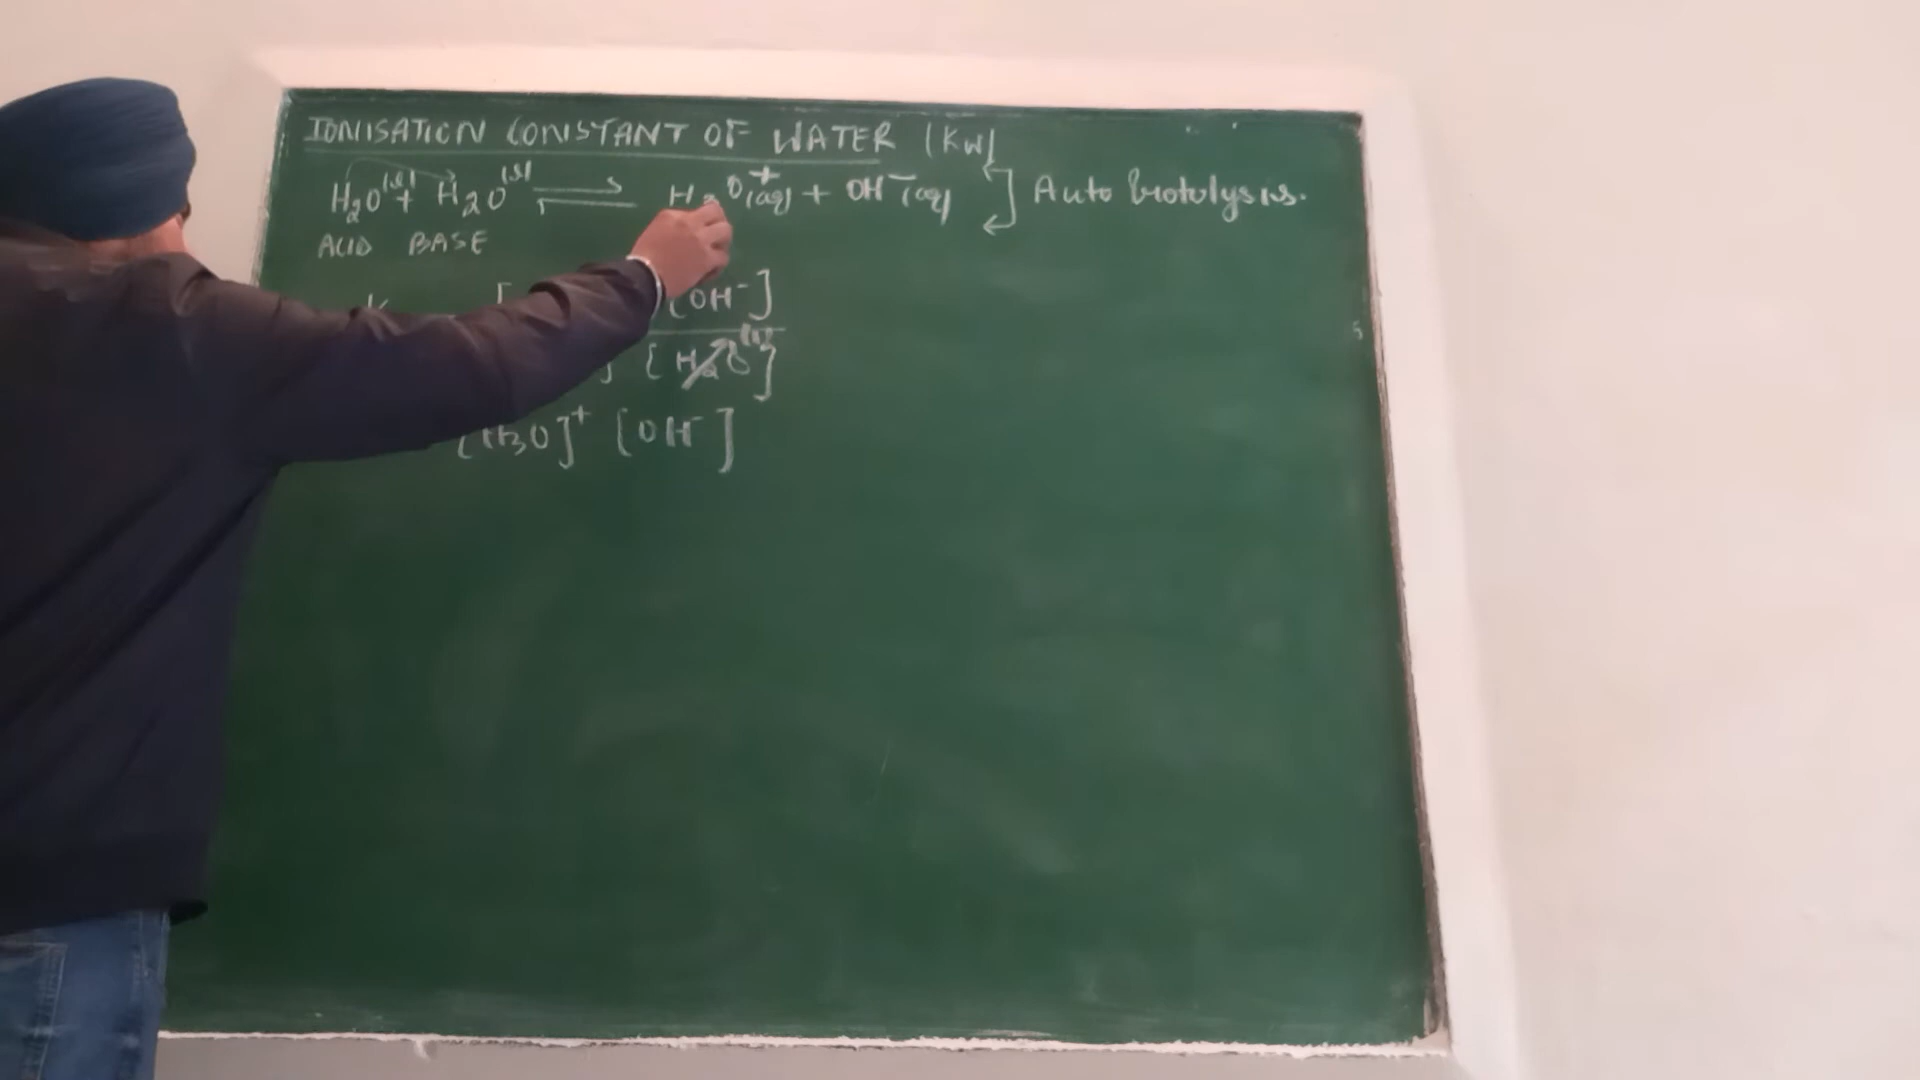 IONISATION CONSTANT OF WATER (KW)
H₂O(l) + H₂O(l) ⇌ H₃O⁺(aq) + OH⁻(aq) ] Auto Protolysis.
ACID BASE
K [ [OH⁻]
] [H₂O(l)]
[H₃O]⁺ [OH⁻]